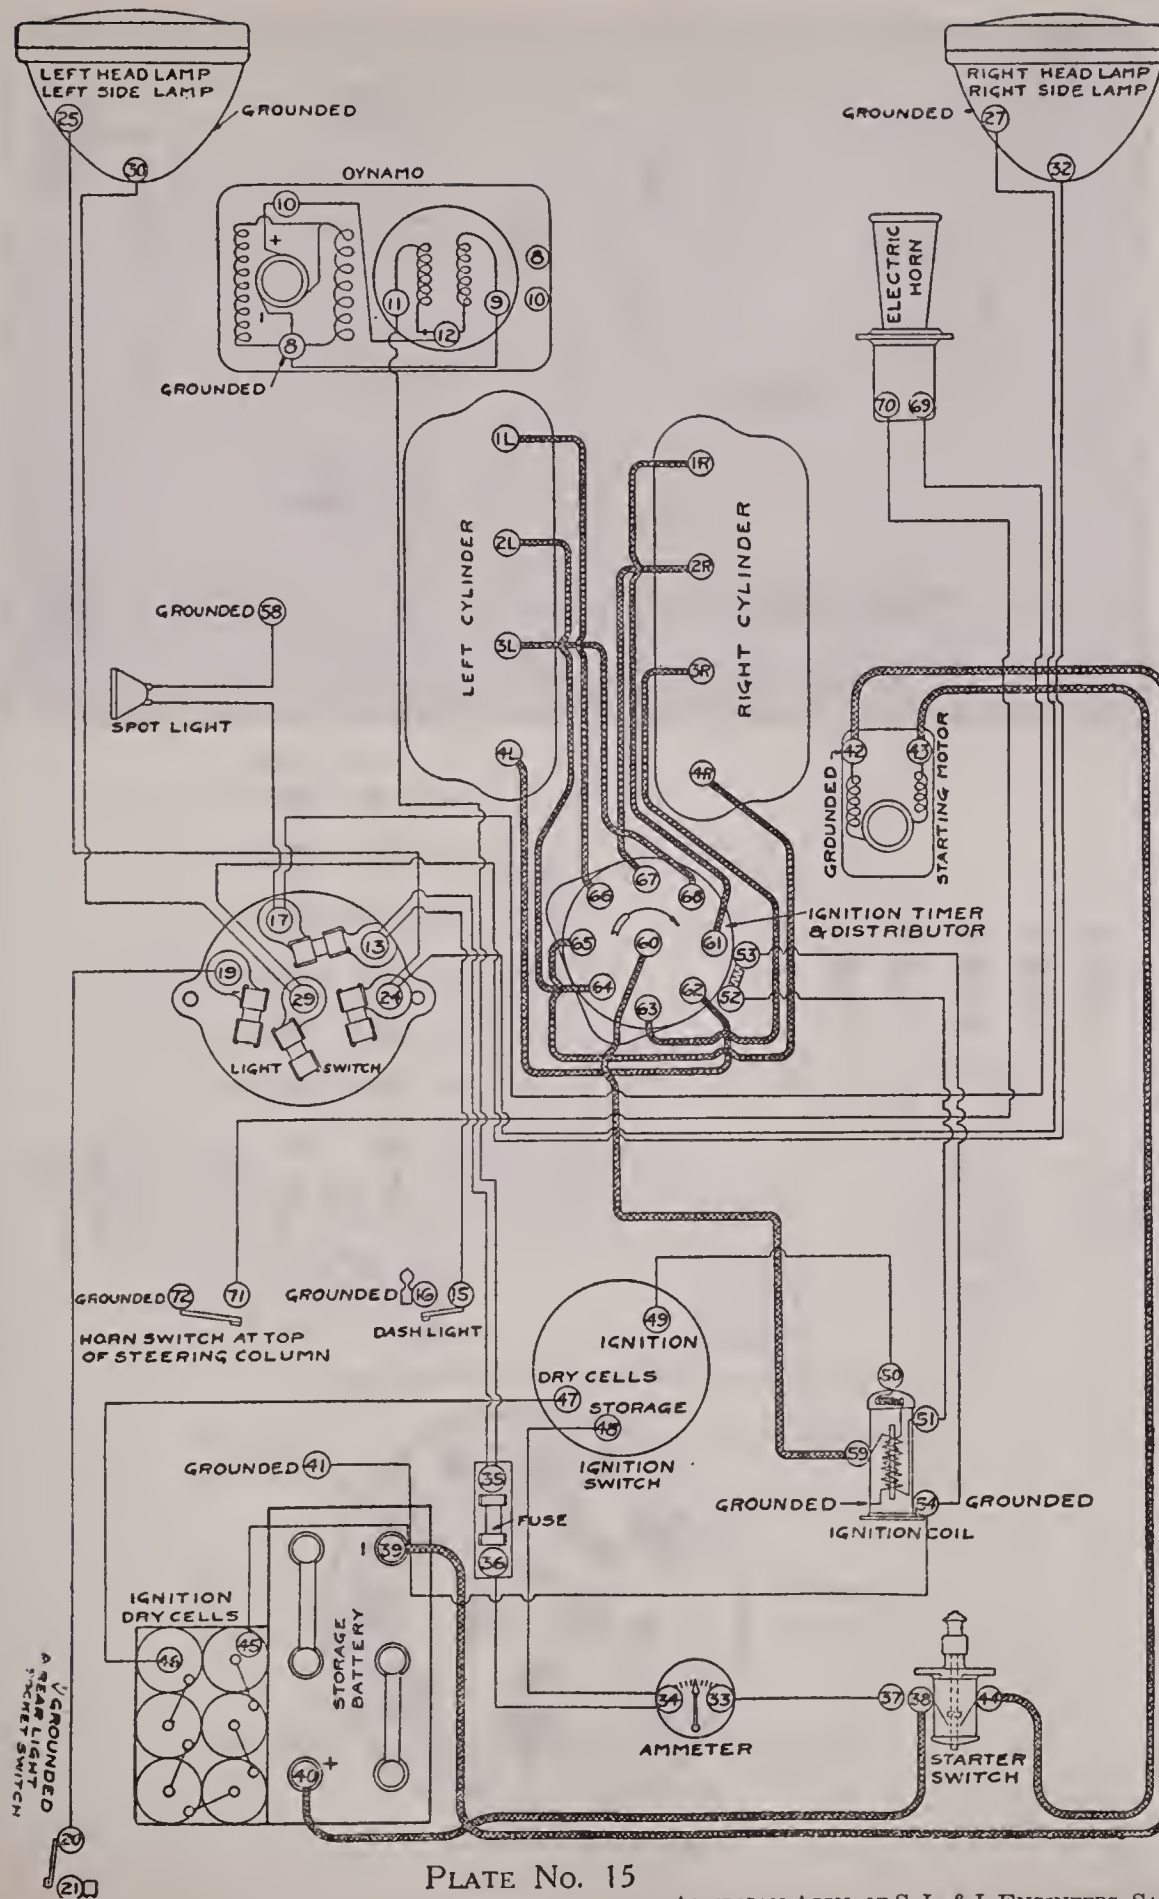 LEFT HEAD LAMP
LEFT SIDE LAMP
25
30
GROUNDED
RIGHT HEAD LAMP
RIGHT SIDE LAMP
GROUNDED
27
32
DYNAMO
10
+
-
8
11
12
9
8
10
GROUNDED
ELECTRIC
HORN
70
69
1L
2L
3L
4L
LEFT CYLINDER
1R
2R
3R
4R
RIGHT CYLINDER
GROUNDED 58
SPOT LIGHT
42
43
GROUNDED
STARTING MOTOR
66
67
68
65
60
61
53
64
63
62
52
IGNITION TIMER
& DISTRIBUTOR
17
13
19
29
24
LIGHT SWITCH
GROUNDED 72
71
HORN SWITCH AT TOP
OF STEERING COLUMN
GROUNDED 16 15
DASH LIGHT
49
IGNITION
DRY CELLS
47
STORAGE
48
IGNITION
SWITCH
50
51
59
54
GROUNDED
GROUNDED
IGNITION COIL
GROUNDED 41
35
FUSE
36
- 39
IGNITION
DRY CELLS
46
45
STORAGE
BATTERY
40 +
34
33
AMMETER
37
38
44
STARTER
SWITCH
GROUNDED
REAR LIGHT
SWITCH
20
21
PLATE NO. 15